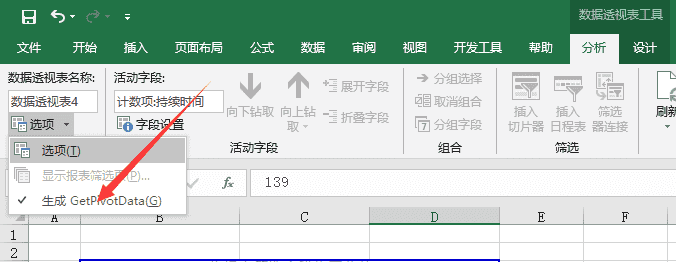 数据透视表工具
文件 开始 插入 页面布局 公式 数据 审阅 视图 开发工具 帮助 分析 设计
数据透视表名称: 活动字段:
数据透视表4 计数项:持续时间 向下钻取 向上钻取 展开字段 折叠字段 分组选择 取消组合 分组字段 插入切片器 插入日程表 筛选器连接 刷新
选项 字段设置
活动字段 组合 筛选
选项(T)
显示报表筛选页(P)...
生成 GetPivotData(G)
fx 139
A B C D E F
1
2